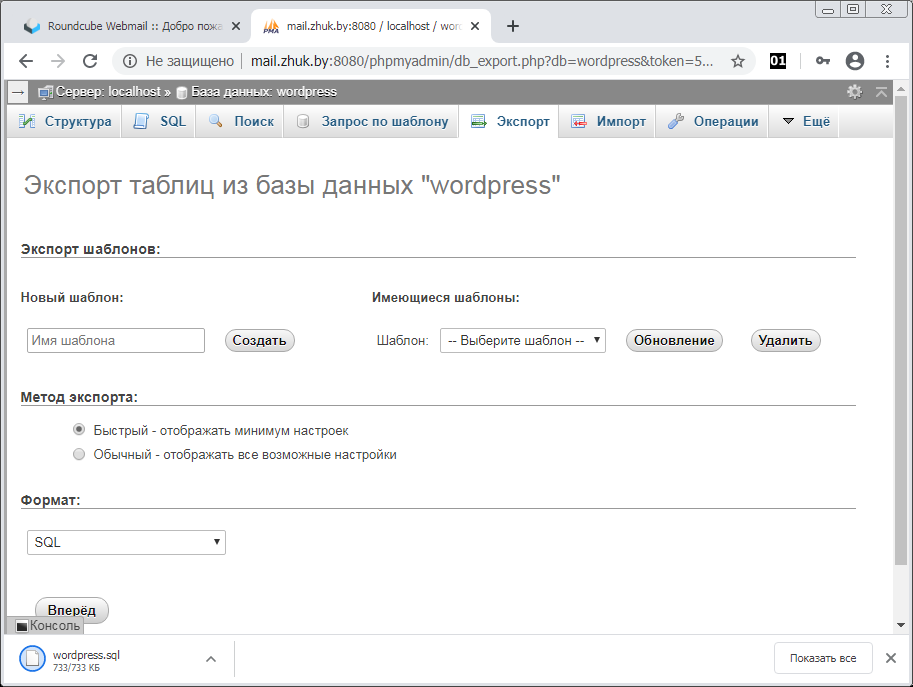 Roundcube Webmail :: Добро пожа
mail.zhuk.by:8080 / localhost / wor
Не защищено
mail.zhuk.by:8080/phpmyadmin/db_export.php?db=wordpress&token=5...
01
Сервер: localhost » База данных: wordpress
Структура SQL Поиск Запрос по шаблону Экспорт Импорт Операции Ещё
Экспорт таблиц из базы данных "wordpress"
Экспорт шаблонов:
Новый шаблон: Имеющиеся шаблоны:
Имя шаблона Создать Шаблон: -- Выберите шаблон -- Обновление Удалить
Метод экспорта:
Быстрый - отображать минимум настроек
Обычный - отображать все возможные настройки
Формат:
SQL
Вперёд
Консоль
wordpress.sql
733/733 КБ
Показать все